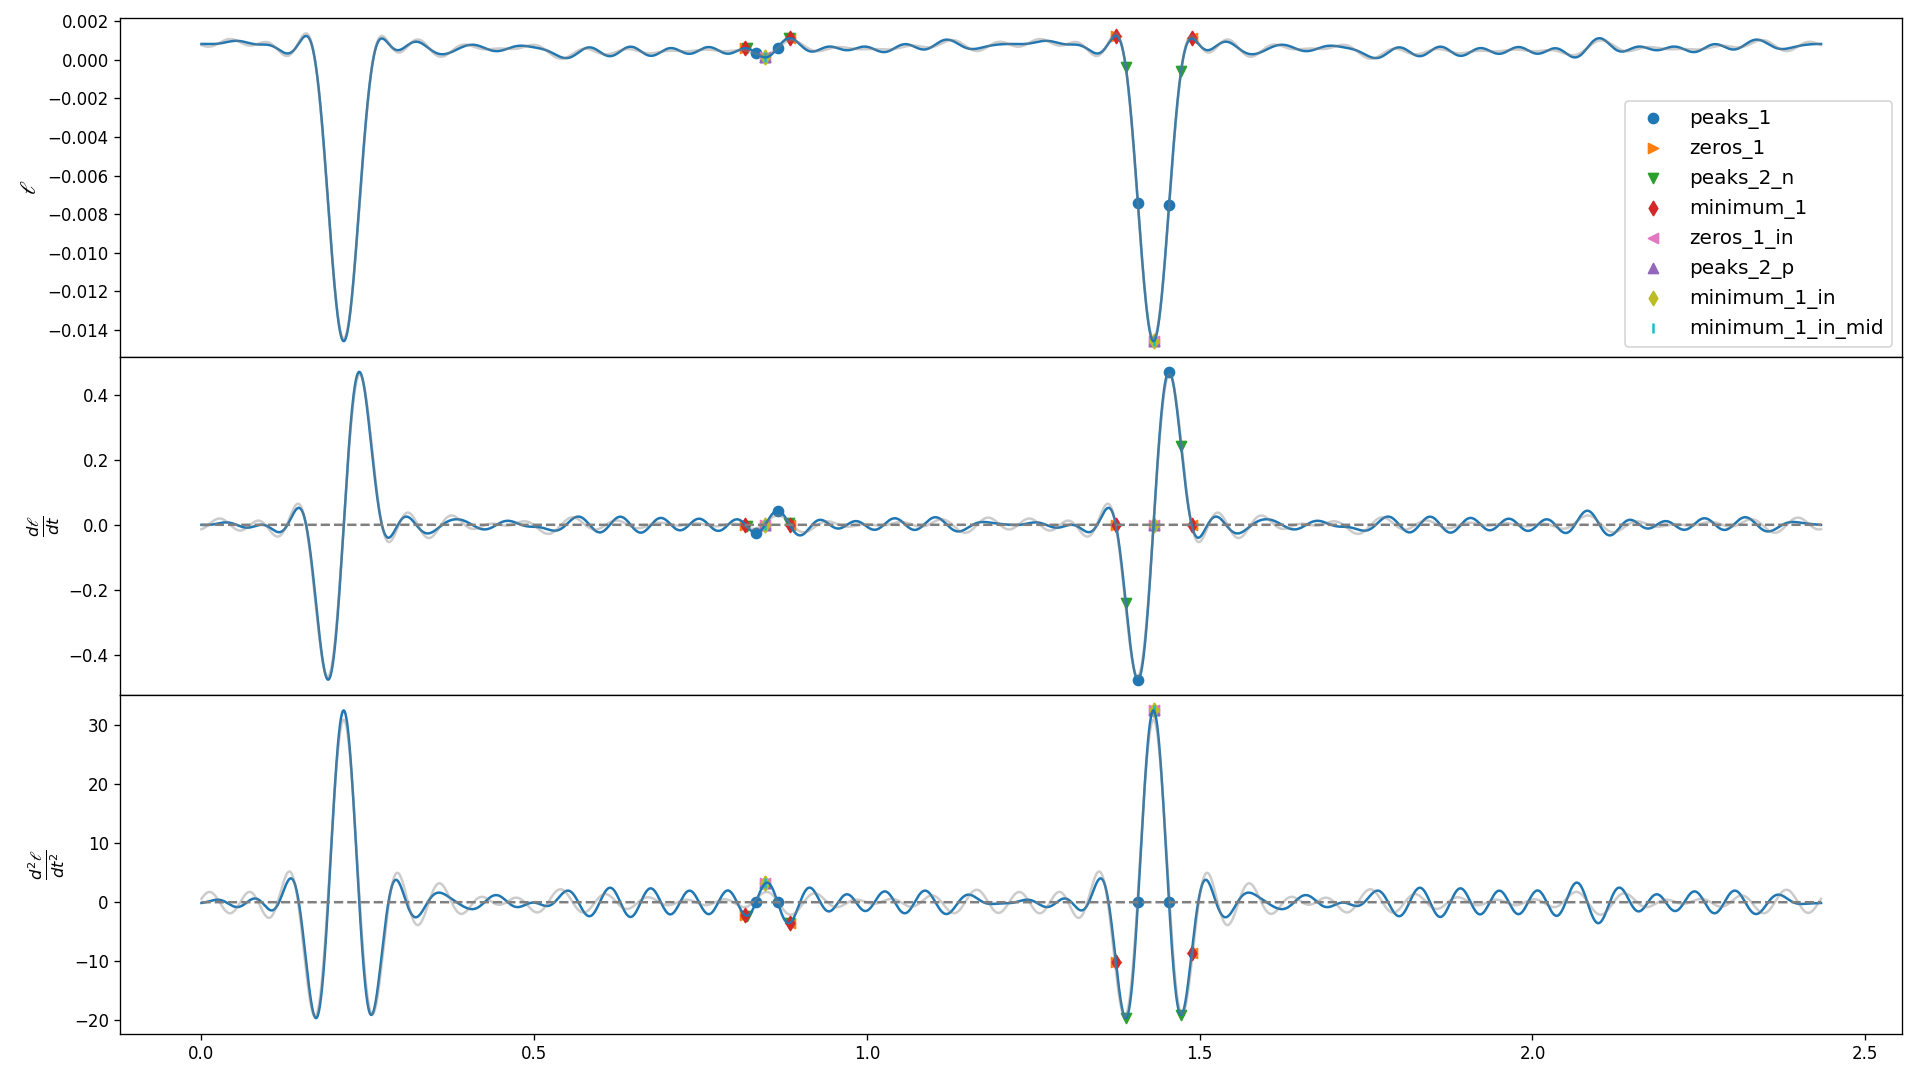 0.002
0.000
−0.002
−0.004
−0.006
−0.008
−0.010
−0.012
−0.014
ℓ
peaks_1
zeros_1
peaks_2_n
minimum_1
zeros_1_in
peaks_2_p
minimum_1_in
minimum_1_in_mid
0.4
0.2
0.0
−0.2
−0.4
dℓ
dt
30
20
10
0
−10
−20
d²ℓ
dt²
0.0 0.5 1.0 1.5 2.0 2.5